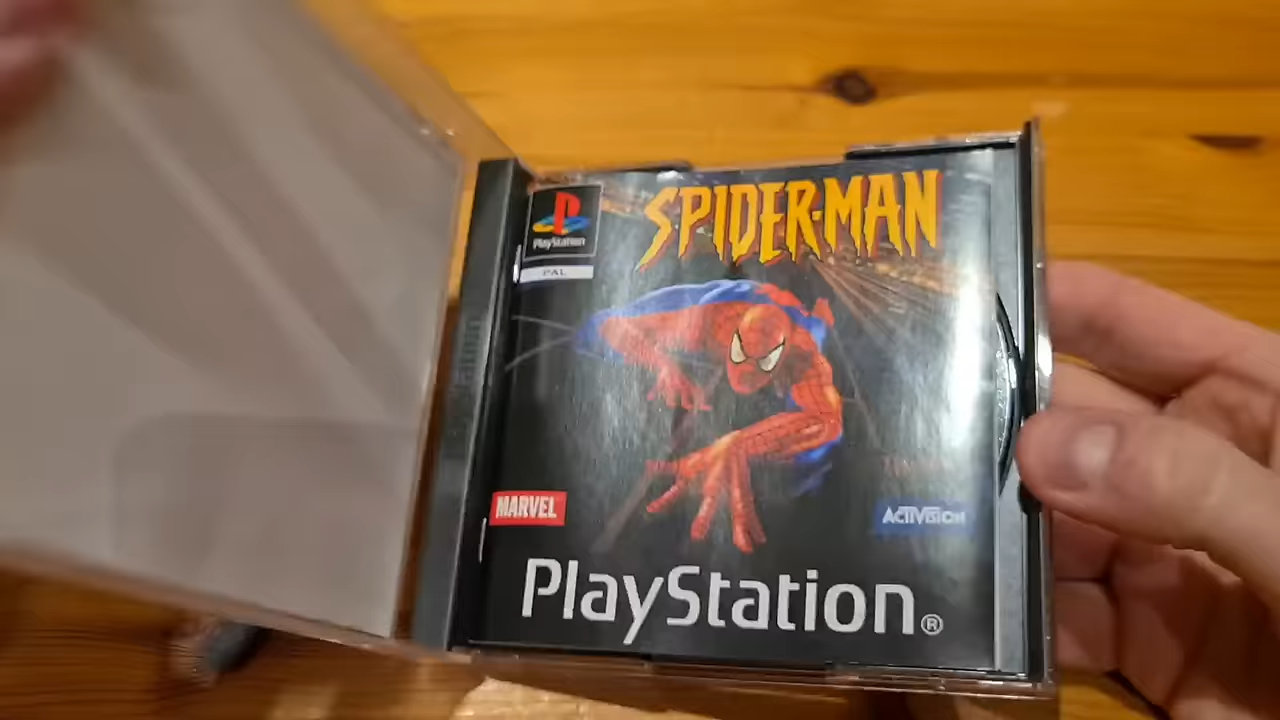 SPIDER-MAN
PlayStation
PAL
MARVEL
ACTIVISION
PlayStation®